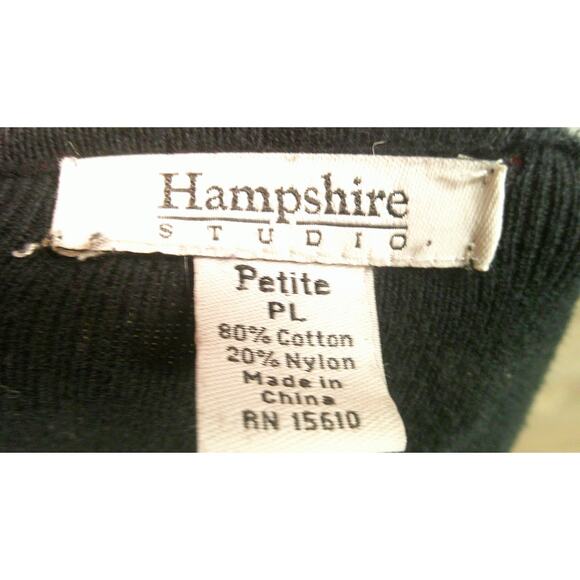 Hampshire
STUDIO
Petite
PL
80% Cotton
20% Nylon
Made in
China
RN 15610